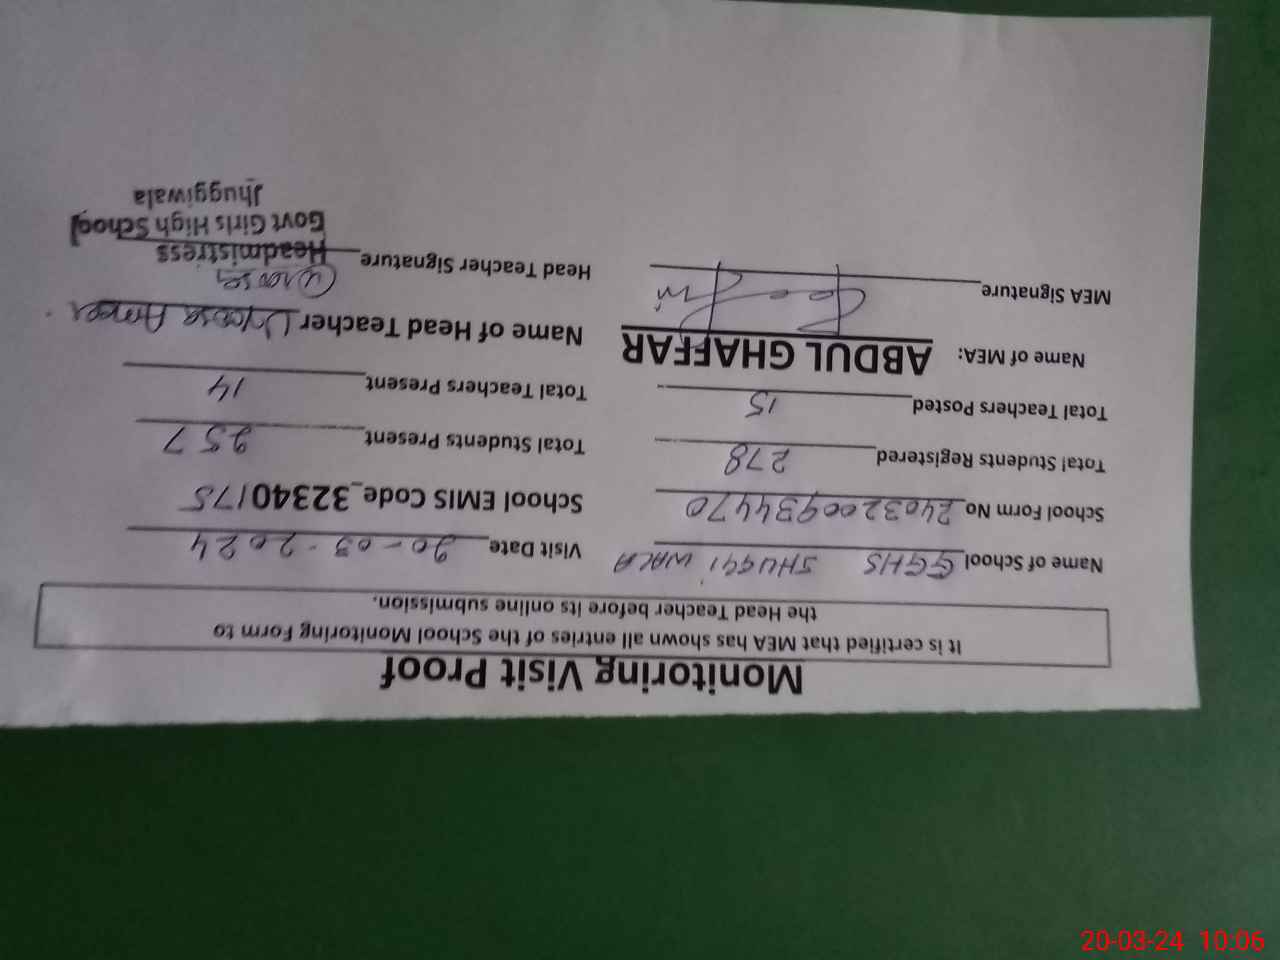 Monitoring Visit Proof
It is certified that MEA has shown all entries of the School Monitoring Form to
the Head Teacher before its online submission.
Name of School GGHS JHUGGI WALA Visit Date 20-03-2024
School Form No 2403200934470 School EMIS Code_32340175
Total Students Registered 278 Total Students Present 257
Total Teachers Posted 15 Total Teachers Present 14
Name of MEA: ABDUL GHAFFAR Name of Head Teacher
MEA Signature Head Teacher Signature
Headmistress
Govt Girls High School
Jhuggiwala
20-03-24 10:06